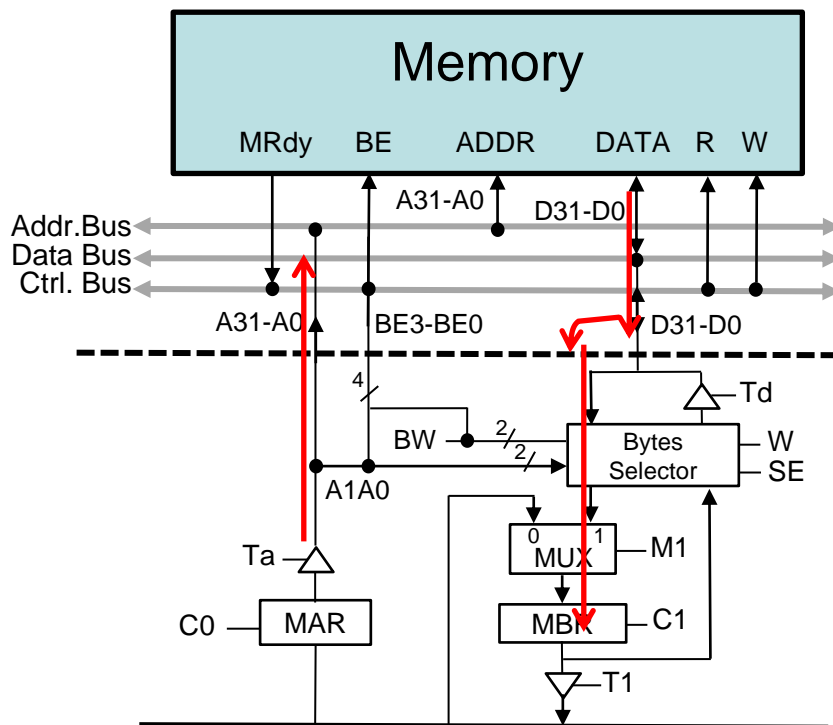 Memory
MRdy BE ADDR DATA R W
A31-A0 D31-D0
Addr.Bus
Data Bus
Ctrl. Bus
A31-A0 BE3-BE0 D31-D0
4
Td
BW 2 Bytes W
2 Selector SE
A1A0
0 1
MUX M1
Ta
C0 MAR MBR C1
T1